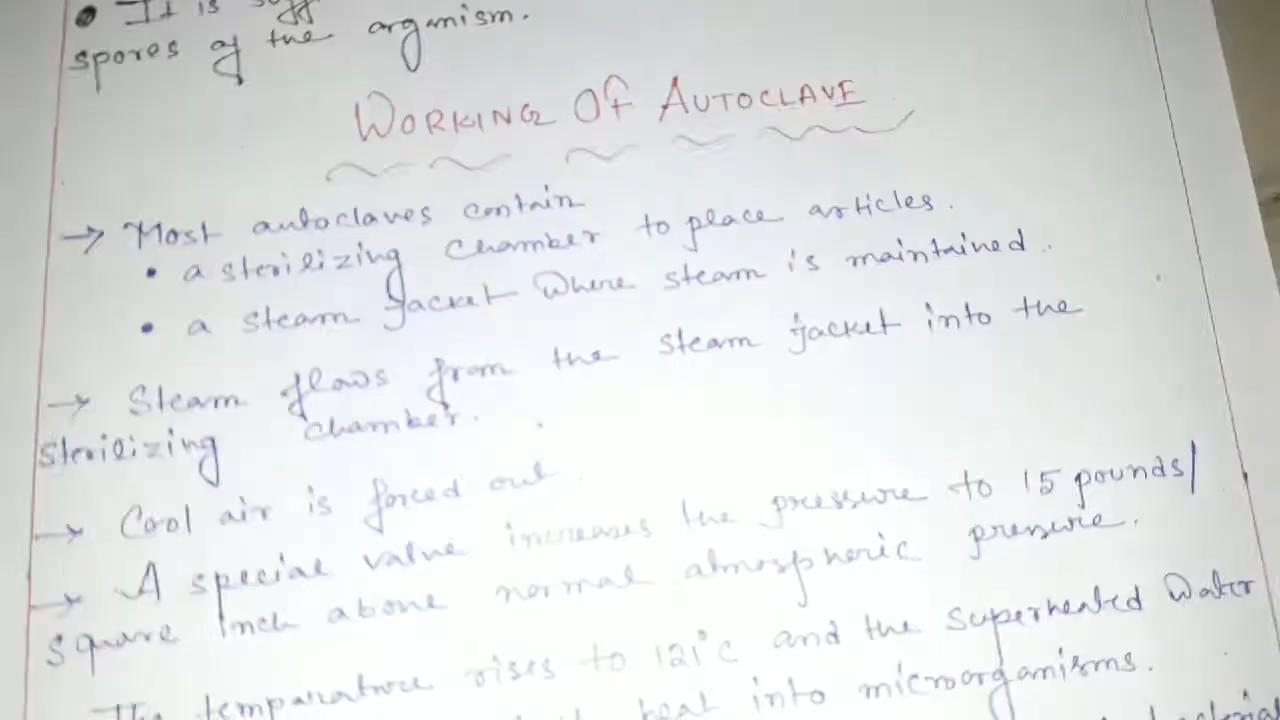 • It is
spores of the organism.
WORKING OF AUTOCLAVE
→ Most autoclaves contain
• a sterilizing chamber to place articles.
• a steam jacket where steam is maintained.
→ Steam flows from the steam jacket into the
sterilizing chamber.
→ Cool air is forced out.
→ A special valve increases the pressure to 15 pounds/
square inch above normal atmospheric pressure.
The temparature rises to 121°C and the superheated water
heat into microorganisms.